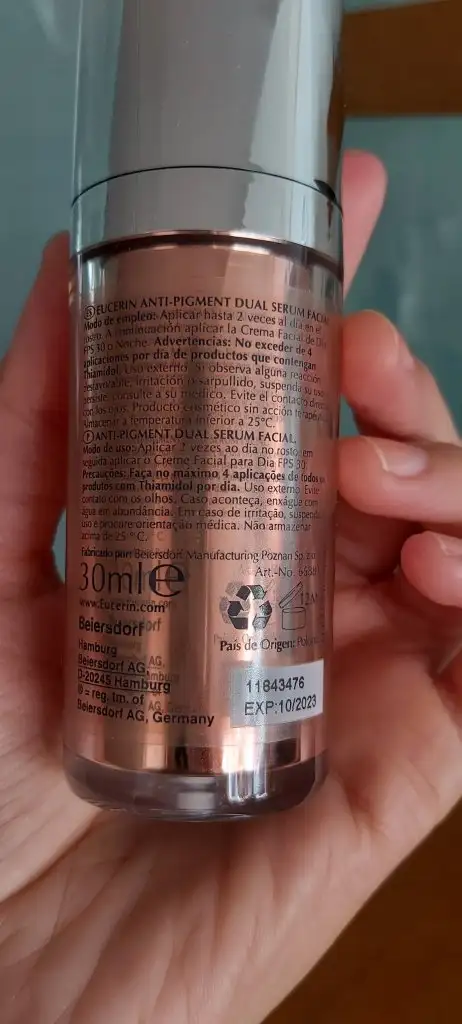 ES EUCERIN ANTI-PIGMENT DUAL SERUM FACIAL
Modo de empleo: Aplicar hasta 2 veces al día en el
rostro. A continuación aplicar la Crema Facial de
FPS 30 o Noche. Advertencias: No exceder de 4
aplicaciones por día de productos que contengan
Thiamidol. Uso externo. Si observa alguna reacción
desfavorable, irritación o sarpullido, suspenda su uso
persiste, consulte a su médico. Evite el contacto
con los ojos. Producto cosmético sin acción
Almacenar a temperatura inferior a 25°C.
P ANTI-PIGMENT DUAL SERUM FACIAL.
Modo de uso: Aplicar 2 vezes ao dia no rosto, em
seguida aplicar o Creme Facial para Dia FPS 30
Precauções: Faça no máximo 4 aplicações de todos os
produtos com Thiamidol por dia. Uso externo. Evite
contato com os olhos. Caso aconteça, enxágue com
água em abundância. Em caso de irritação, suspenda
uso e procure orientação médica. Não armazenar
acima de 25 °C.
Fabricado por: Beiersdorf Manufacturing Poznan Sp. z o.o.
30ml e
Art.-No.
www.Eucerin.com
12M
Beiersdorf
País de Origen:
Hamburg
Beiersdorf AG,
D-20245 Hamburg
® = reg. tm. of
Beiersdorf AG, Germany
11843476
EXP:10/2023